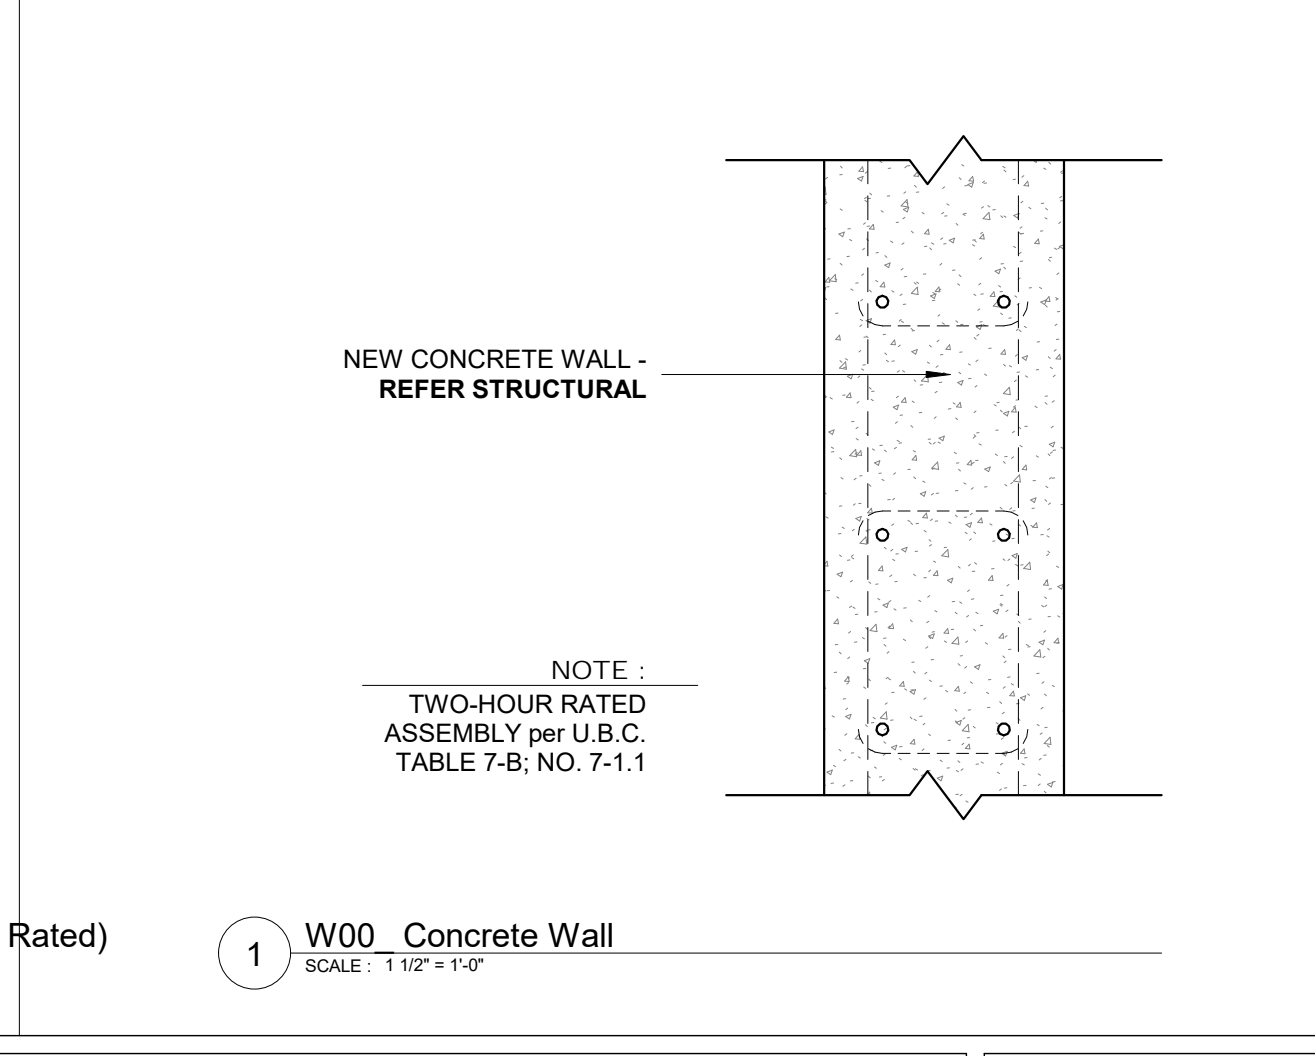 NEW CONCRETE WALL -
REFER STRUCTURAL
NOTE :
TWO-HOUR RATED
ASSEMBLY per U.B.C.
TABLE 7-B; NO. 7-1.1
Rated)
1
W00_ Concrete Wall
SCALE : 1 1/2" = 1'-0"